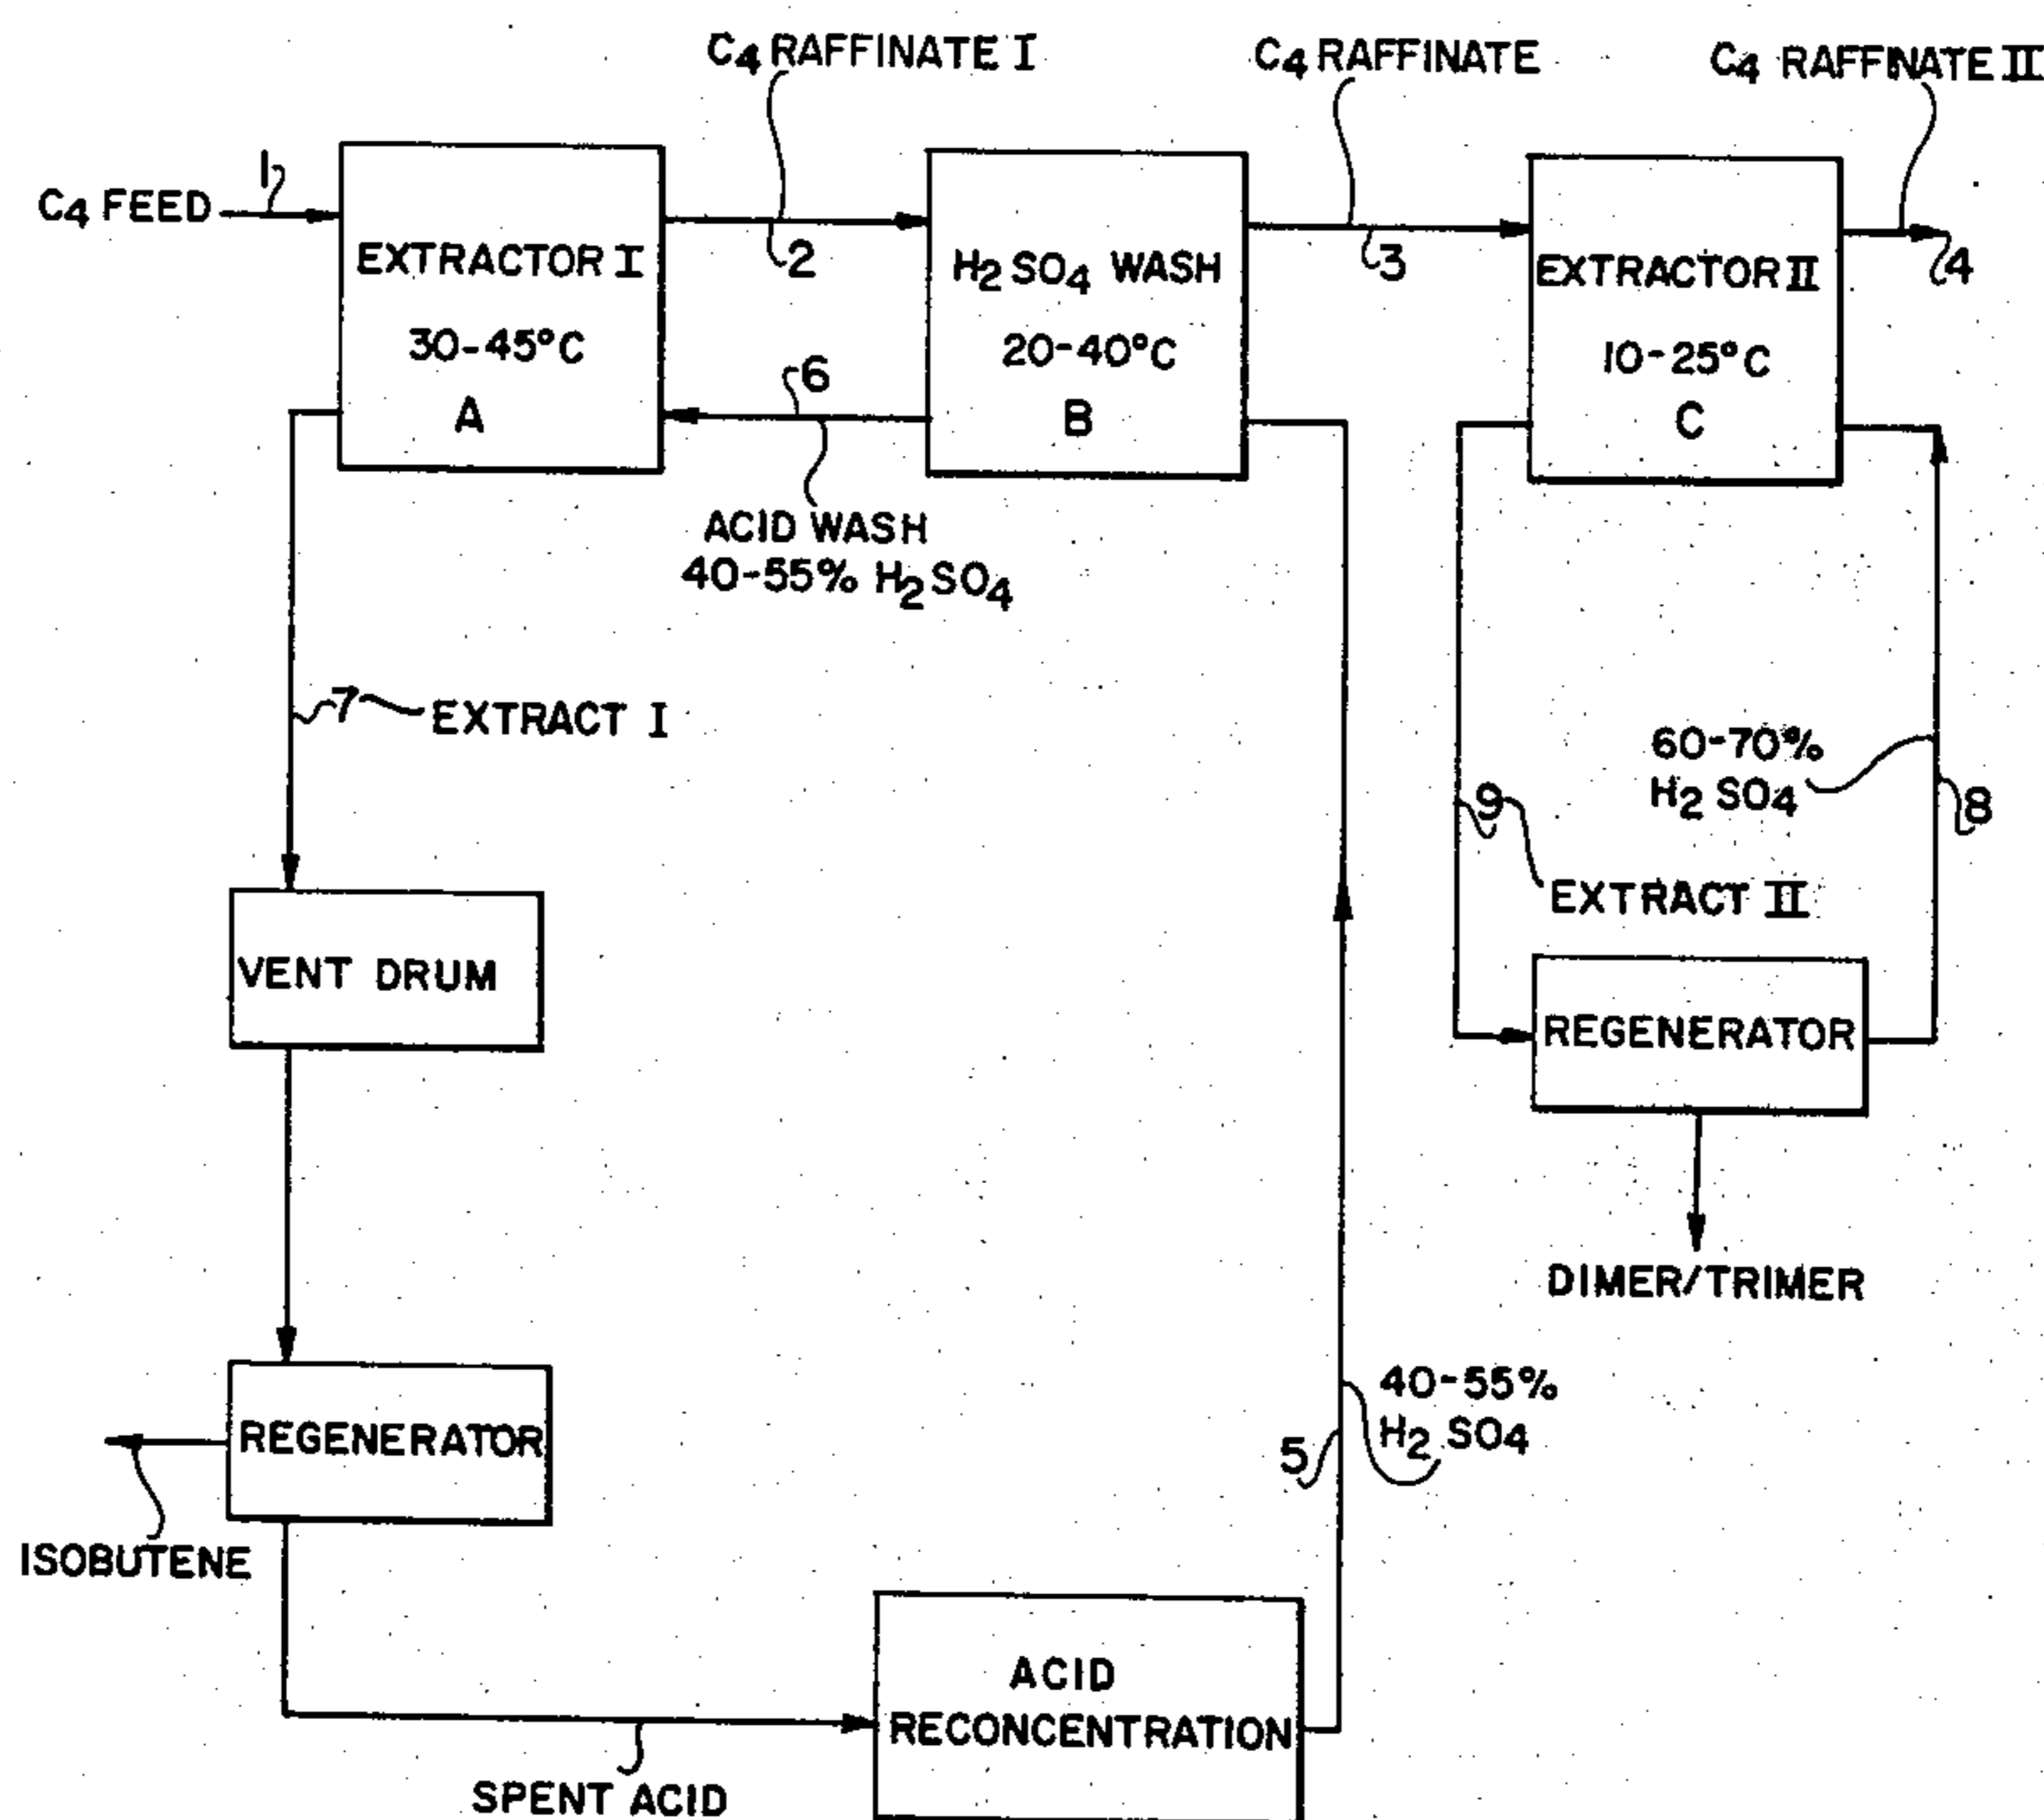 C4 RAFFINATE I
C4 RAFFINATE
C4 RAFFINATE II
C4 FEED
1
EXTRACTOR I
30-45°C
A
2
H2SO4 WASH
20-40°C
B
3
EXTRACTOR II
10-25°C
C
4
6
ACID WASH
40-55% H2SO4
7
EXTRACT I
60-70%
H2 SO4
8
9
EXTRACT II
VENT DRUM
REGENERATOR
DIMER/TRIMER
40-55%
H2 SO4
5
REGENERATOR
ISOBUTENE
ACID
RECONCENTRATION
SPENT ACID